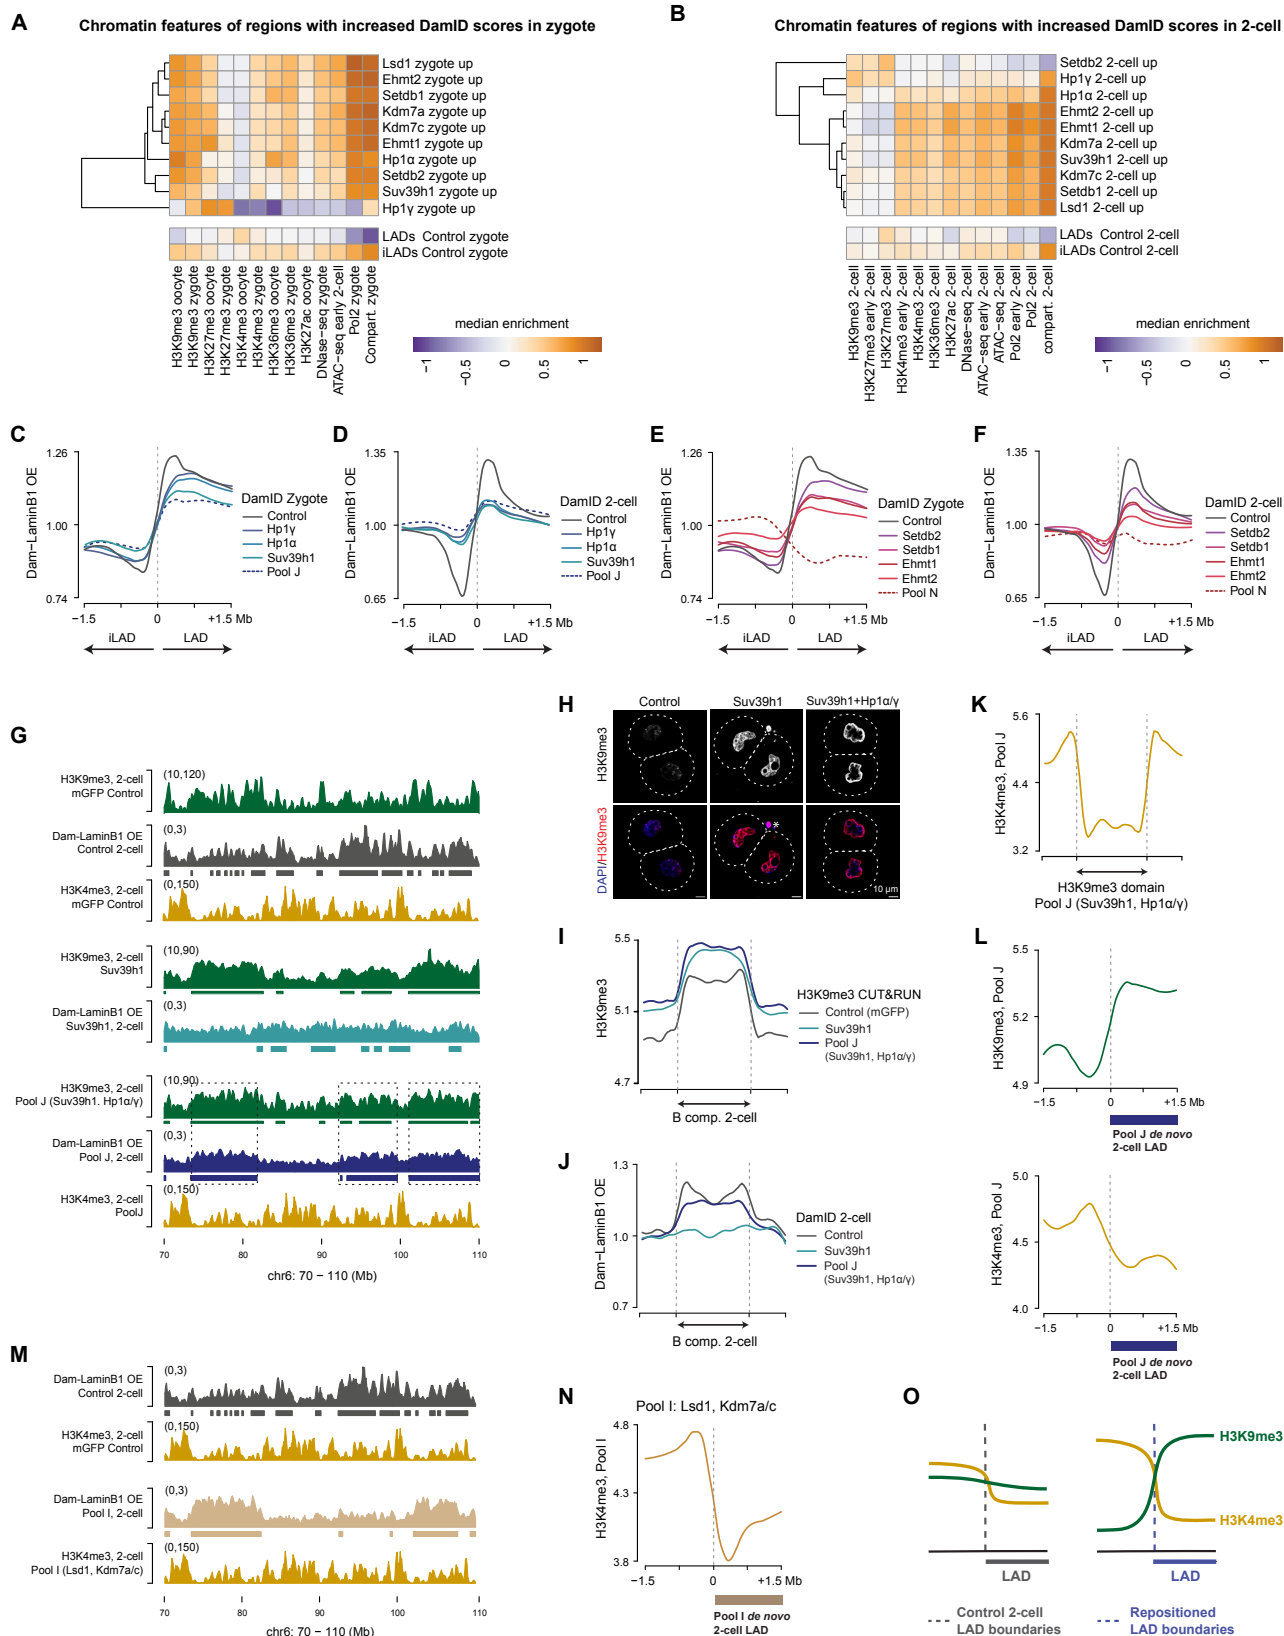 A
Chromatin features of regions with increased DamID scores in zygote
Lsd1 zygote up
Ehmt2 zygote up
Setdb1 zygote up
Kdm7a zygote up
Kdm7c zygote up
Ehmt1 zygote up
Hp1α zygote up
Setdb2 zygote up
Suv39h1 zygote up
Hp1γ zygote up
LADs Control zygote
iLADs Control zygote
H3K9me3 oocyte
H3K9me3 zygote
H3K27me3 oocyte
H3K27me3 zygote
H3K4me3 oocyte
H3K4me3 zygote
H3K36me3 oocyte
H3K36me3 zygote
H3K27ac oocyte
DNase−seq zygote
ATAC−seq early 2−cell
Pol2 zygote
Compart. zygote
median enrichment
−1
−0.5
0
0.5
1
B
Chromatin features of regions with increased DamID scores in 2-cell
Setdb2 2-cell up
Hp1γ 2-cell up
Hp1α 2-cell up
Ehmt2 2-cell up
Ehmt1 2-cell up
Kdm7a 2-cell up
Suv39h1 2-cell up
Kdm7c 2-cell up
Setdb1 2-cell up
Lsd1 2-cell up
LADs Control 2-cell
iLADs Control 2-cell
H3K9me3 2−cell
H3K27me3 early 2−cell
H3K27me3 2−cell
H3K4me3 early 2−cell
H3K4me3 2−cell
H3K36me3 2−cell
H3K27ac 2−cell
DNase−seq 2−cell
ATAC−seq early 2−cell
ATAC−seq 2−cell
Pol2 early 2−cell
Pol2 2−cell
compart. 2−cell
median enrichment
−1
−0.5
0
0.5
1
C
Dam−LaminB1 OE
1.26
1.00
0.74
−1.5
0
+1.5 Mb
iLAD
LAD
DamID Zygote
Control
Hp1γ
Hp1α
Suv39h1
Pool J
D
Dam−LaminB1 OE
1.35
1.00
0.65
−1.5
0
+1.5 Mb
iLAD
LAD
DamID 2-cell
Control
Hp1γ
Hp1α
Suv39h1
Pool J
E
Dam−LaminB1 OE
1.26
1.00
0.74
−1.5
0
+1.5 Mb
iLAD
LAD
DamID Zygote
Control
Setdb2
Setdb1
Ehmt1
Ehmt2
Pool N
F
Dam−LaminB1 OE
1.35
1.00
0.65
−1.5
0
+1.5 Mb
iLAD
LAD
DamID 2-cell
Control
Setdb2
Setdb1
Ehmt1
Ehmt2
Pool N
G
H3K9me3, 2-cell
mGFP Control
(10,120)
Dam-LaminB1 OE
Control 2-cell
(0,3)
H3K4me3, 2-cell
mGFP Control
(0,150)
H3K9me3, 2-cell
Suv39h1
(10,90)
Dam-LaminB1 OE
Suv39h1, 2-cell
(0,3)
H3K9me3, 2-cell
Pool J (Suv39h1. Hp1α/γ)
(10,90)
Dam-LaminB1 OE
Pool J, 2-cell
(0,3)
H3K4me3, 2-cell
PoolJ
(0,150)
70
80
90
100
110
chr6: 70 − 110 (Mb)
H
Control
Suv39h1
Suv39h1+Hp1α/γ
H3K9me3
DAPI/H3K9me3
*
10 µm
I
H3K9me3
5.5
5.1
4.7
B comp. 2-cell
H3K9me3 CUT&RUN
Control (mGFP)
Suv39h1
Pool J
(Suv39h1, Hp1α/γ)
J
Dam−LaminB1 OE
1.3
1.0
0.7
B comp. 2-cell
DamID 2-cell
Control
Suv39h1
Pool J
(Suv39h1, Hp1α/γ)
K
H3K4me3, Pool J
5.6
4.4
3.2
H3K9me3 domain
Pool J (Suv39h1, Hp1α/γ)
L
H3K9me3, Pool J
5.5
5.2
4.9
−1.5
0
+1.5 Mb
Pool J de novo
2-cell LAD
H3K4me3, Pool J
5.0
4.5
4.0
−1.5
0
+1.5 Mb
Pool J de novo
2-cell LAD
M
Dam-LaminB1 OE
Control 2-cell
(0,3)
H3K4me3, 2-cell
mGFP Control
(0,150)
Dam-LaminB1 OE
Pool I, 2-cell
(0,3)
H3K4me3, 2-cell
Pool I (Lsd1, Kdm7a/c)
(0,150)
70
80
90
100
110
chr6: 70 − 110 (Mb)
N
Pool I: Lsd1, Kdm7a/c
H3K4me3, Pool I
4.8
4.3
3.8
−1.5
0
+1.5 Mb
Pool I de novo
2-cell LAD
O
H3K9me3
H3K4me3
LAD
LAD
Control 2-cell
LAD boundaries
Repositioned
LAD boundaries